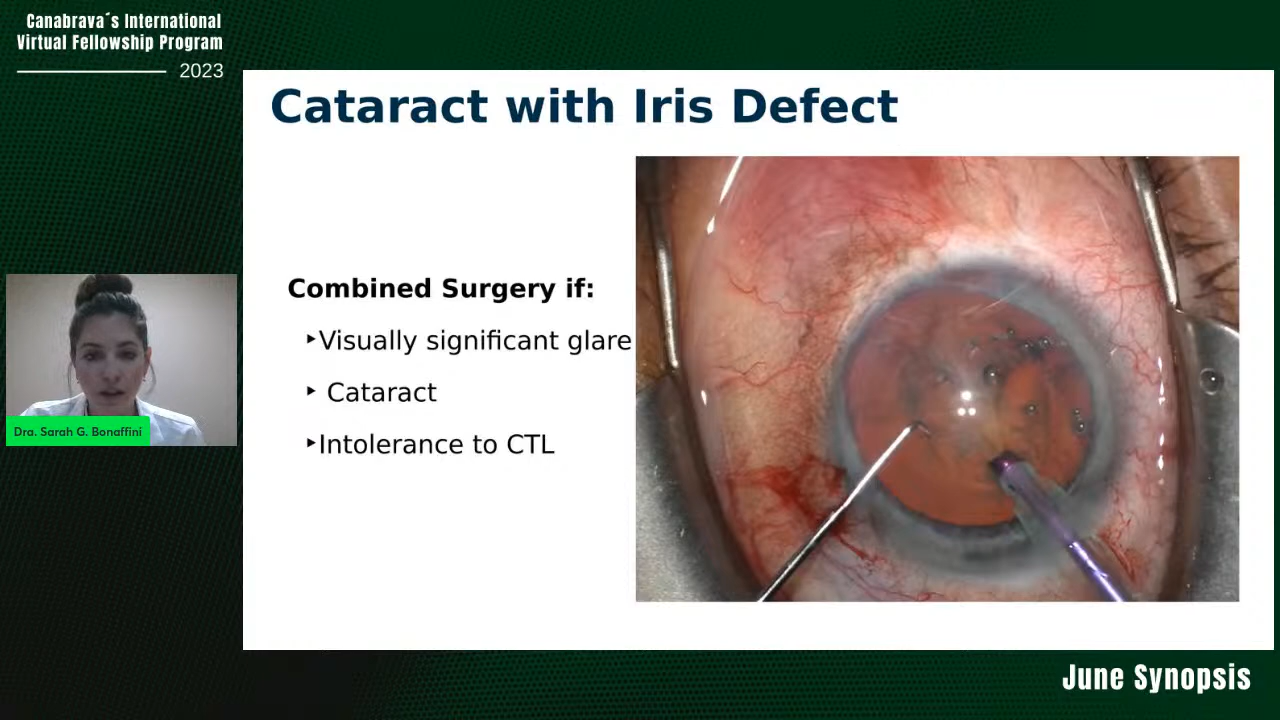 Canabrava´s International
Virtual Fellowship Program
2023
Cataract with Iris Defect
Combined Surgery if:
‣Visually significant glare
‣ Cataract
‣Intolerance to CTL
Dra. Sarah G. Bonaffini
June Synopsis